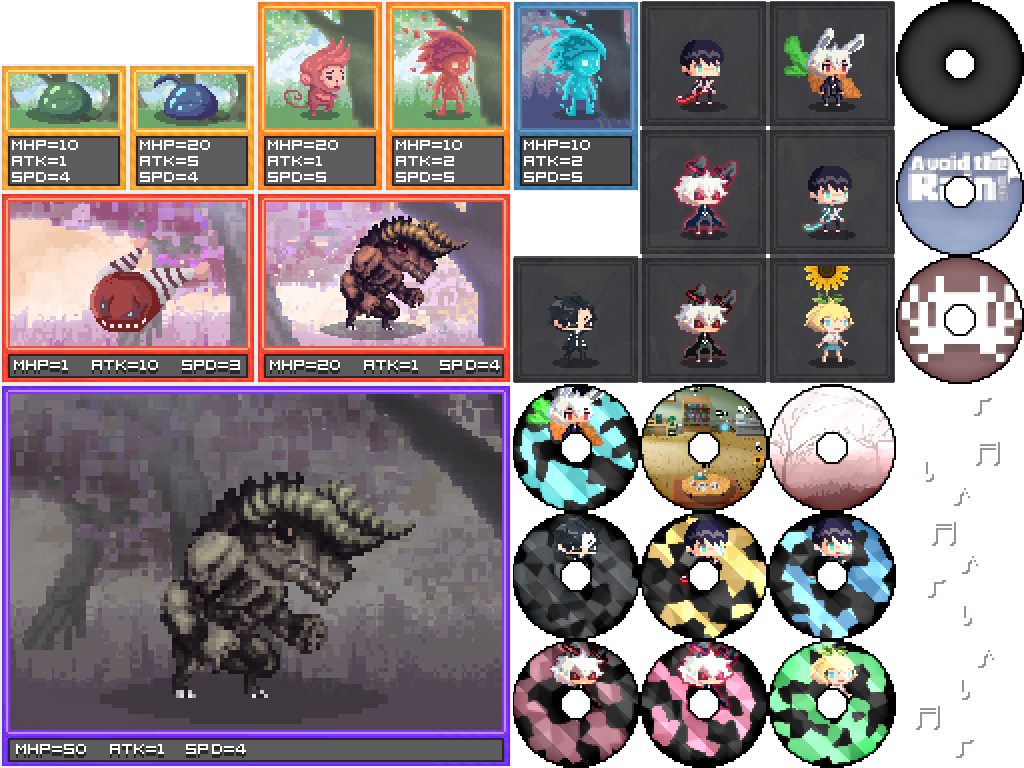 MHP=10
ATK=1
SPD=4
MHP=20
ATK=5
SPD=4
MHP=20
ATK=1
SPD=5
MHP=10
ATK=2
SPD=5
MHP=10
ATK=2
SPD=5
Avoid the
MHP=1 ATK=10 SPD=3
MHP=20 ATK=1 SPD=4
MHP=50 ATK=1 SPD=4